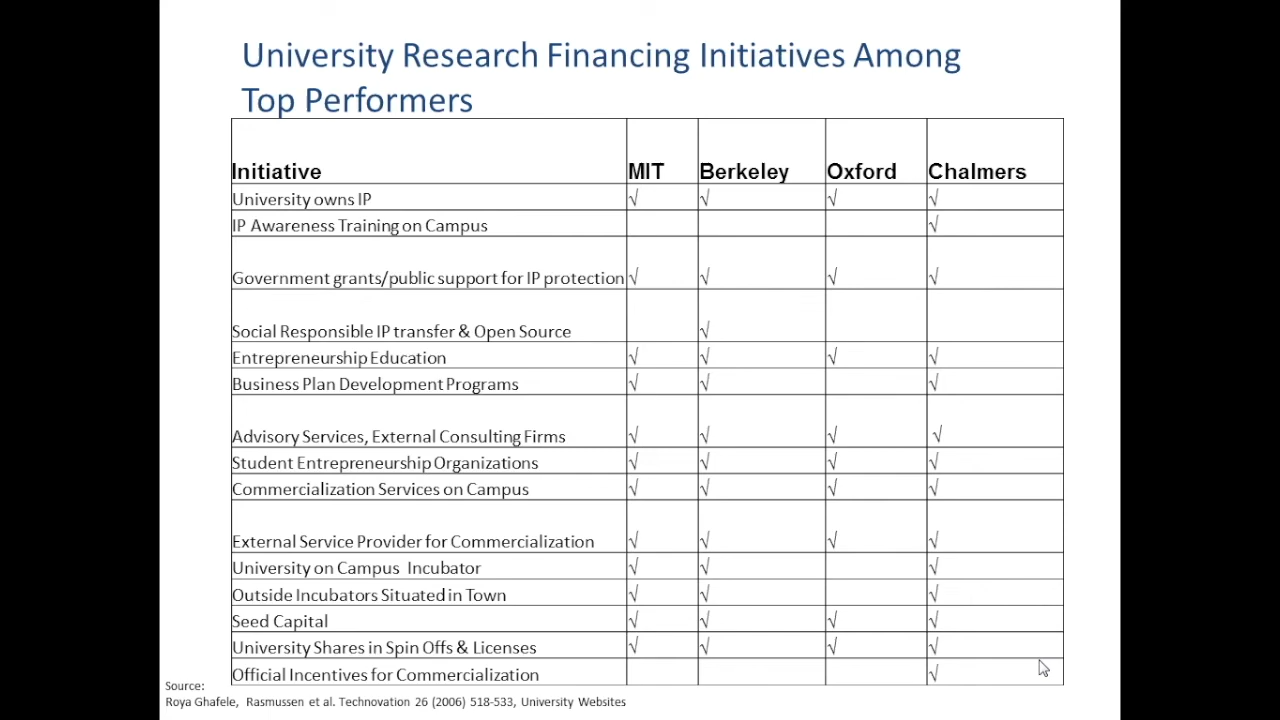 University Research Financing Initiatives Among
Top Performers
Initiative MIT Berkeley Oxford Chalmers
University owns IP √ √ √ √
IP Awareness Training on Campus √
Government grants/public support for IP protection √ √ √ √
Social Responsible IP transfer & Open Source √
Entrepreneurship Education √ √ √ √
Business Plan Development Programs √ √ √
Advisory Services, External Consulting Firms √ √ √ √
Student Entrepreneurship Organizations √ √ √ √
Commercialization Services on Campus √ √ √ √
External Service Provider for Commercialization √ √ √ √
University on Campus Incubator √ √ √
Outside Incubators Situated in Town √ √ √
Seed Capital √ √ √ √
University Shares in Spin Offs & Licenses √ √ √ √
Official Incentives for Commercialization √
Source:
Roya Ghafele, Rasmussen et al. Technovation 26 (2006) 518-533, University Websites